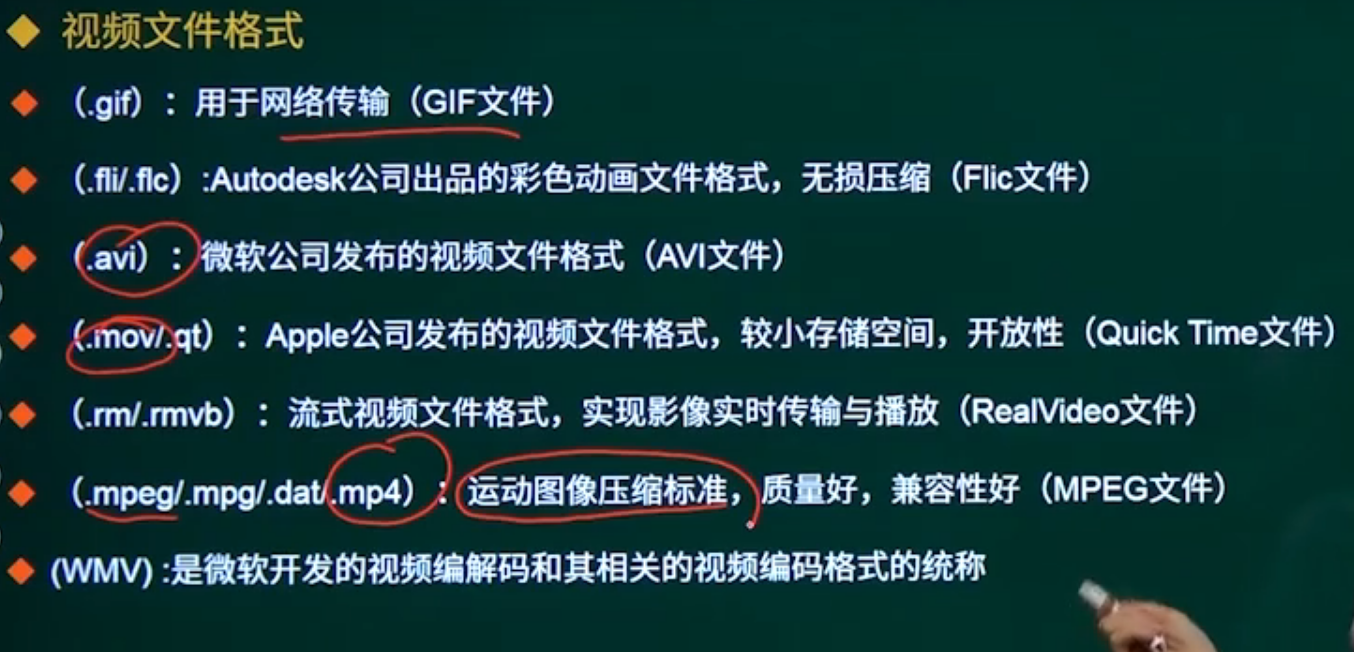 视频文件格式
（.gif）：用于网络传输（GIF文件）
（.fli/.flc）:Autodesk公司出品的彩色动画文件格式，无损压缩（Flic文件）
（.avi）：微软公司发布的视频文件格式（AVI文件）
（.mov/.qt）：Apple公司发布的视频文件格式，较小存储空间，开放性（Quick Time文件）
（.rm/.rmvb）：流式视频文件格式，实现影像实时传输与播放（RealVideo文件）
（.mpeg/.mpg/.dat/.mp4）：运动图像压缩标准，质量好，兼容性好（MPEG文件）
(WMV) :是微软开发的视频编解码和其相关的视频编码格式的统称